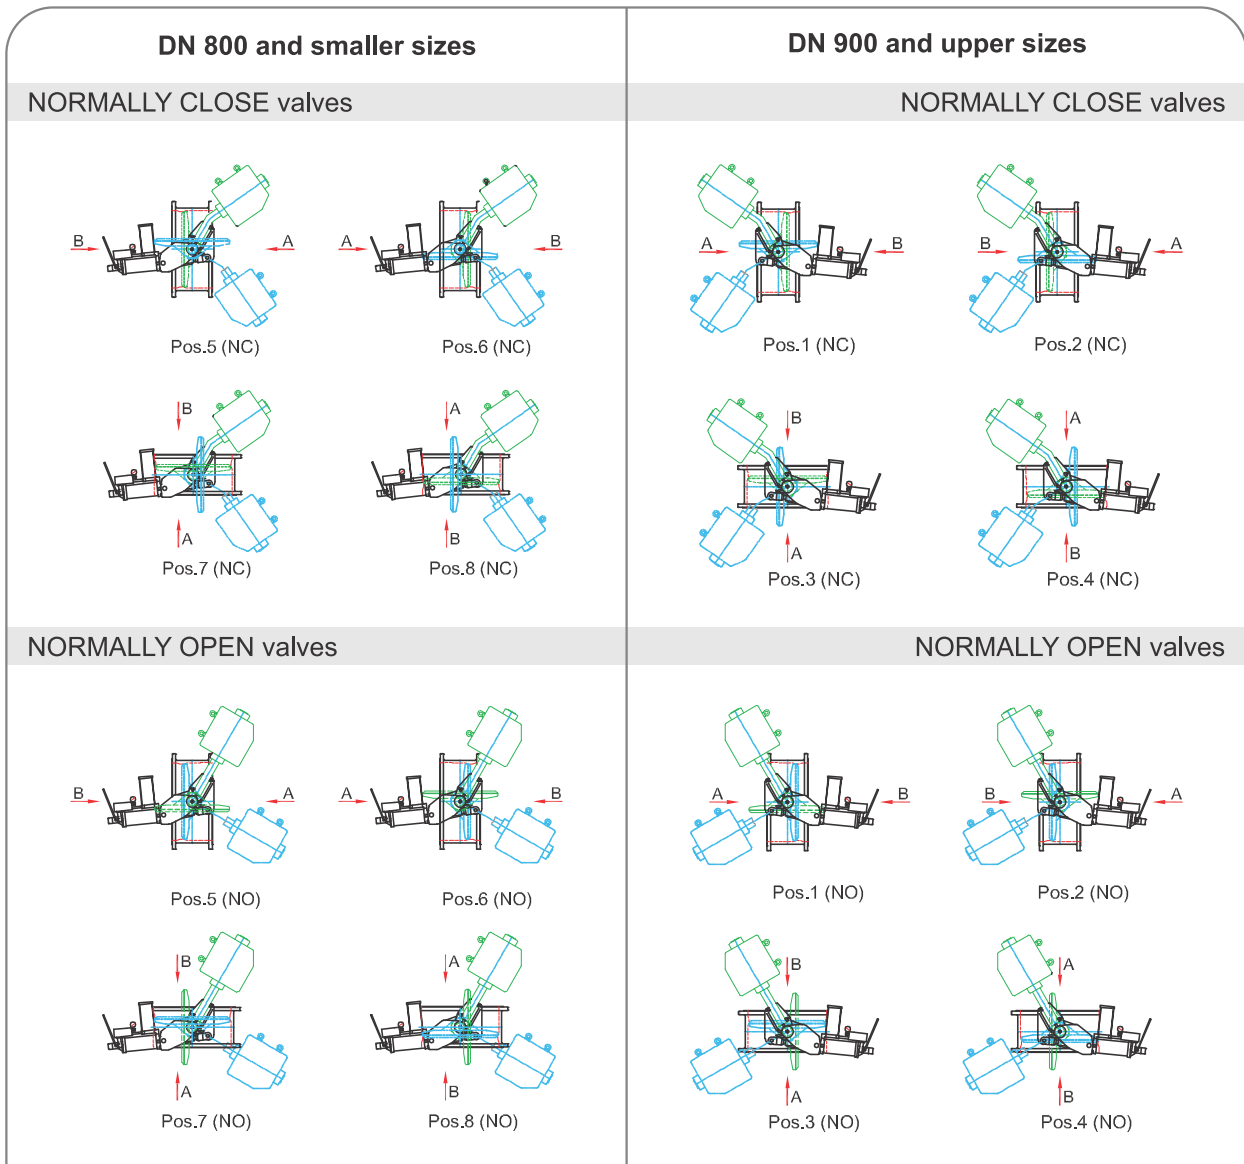 DN 800 and smaller sizes
DN 900 and upper sizes
NORMALLY CLOSE valves
NORMALLY CLOSE valves
B
A
A
B
A
B
B
A
Pos.5 (NC)
Pos.6 (NC)
Pos.1 (NC)
Pos.2 (NC)
B
A
B
A
A
B
A
B
Pos.7 (NC)
Pos.8 (NC)
Pos.3 (NC)
Pos.4 (NC)
NORMALLY OPEN valves
NORMALLY OPEN valves
B
A
A
B
A
B
B
A
Pos.5 (NO)
Pos.6 (NO)
Pos.1 (NO)
Pos.2 (NO)
B
A
B
A
A
B
A
B
Pos.7 (NO)
Pos.8 (NO)
Pos.3 (NO)
Pos.4 (NO)